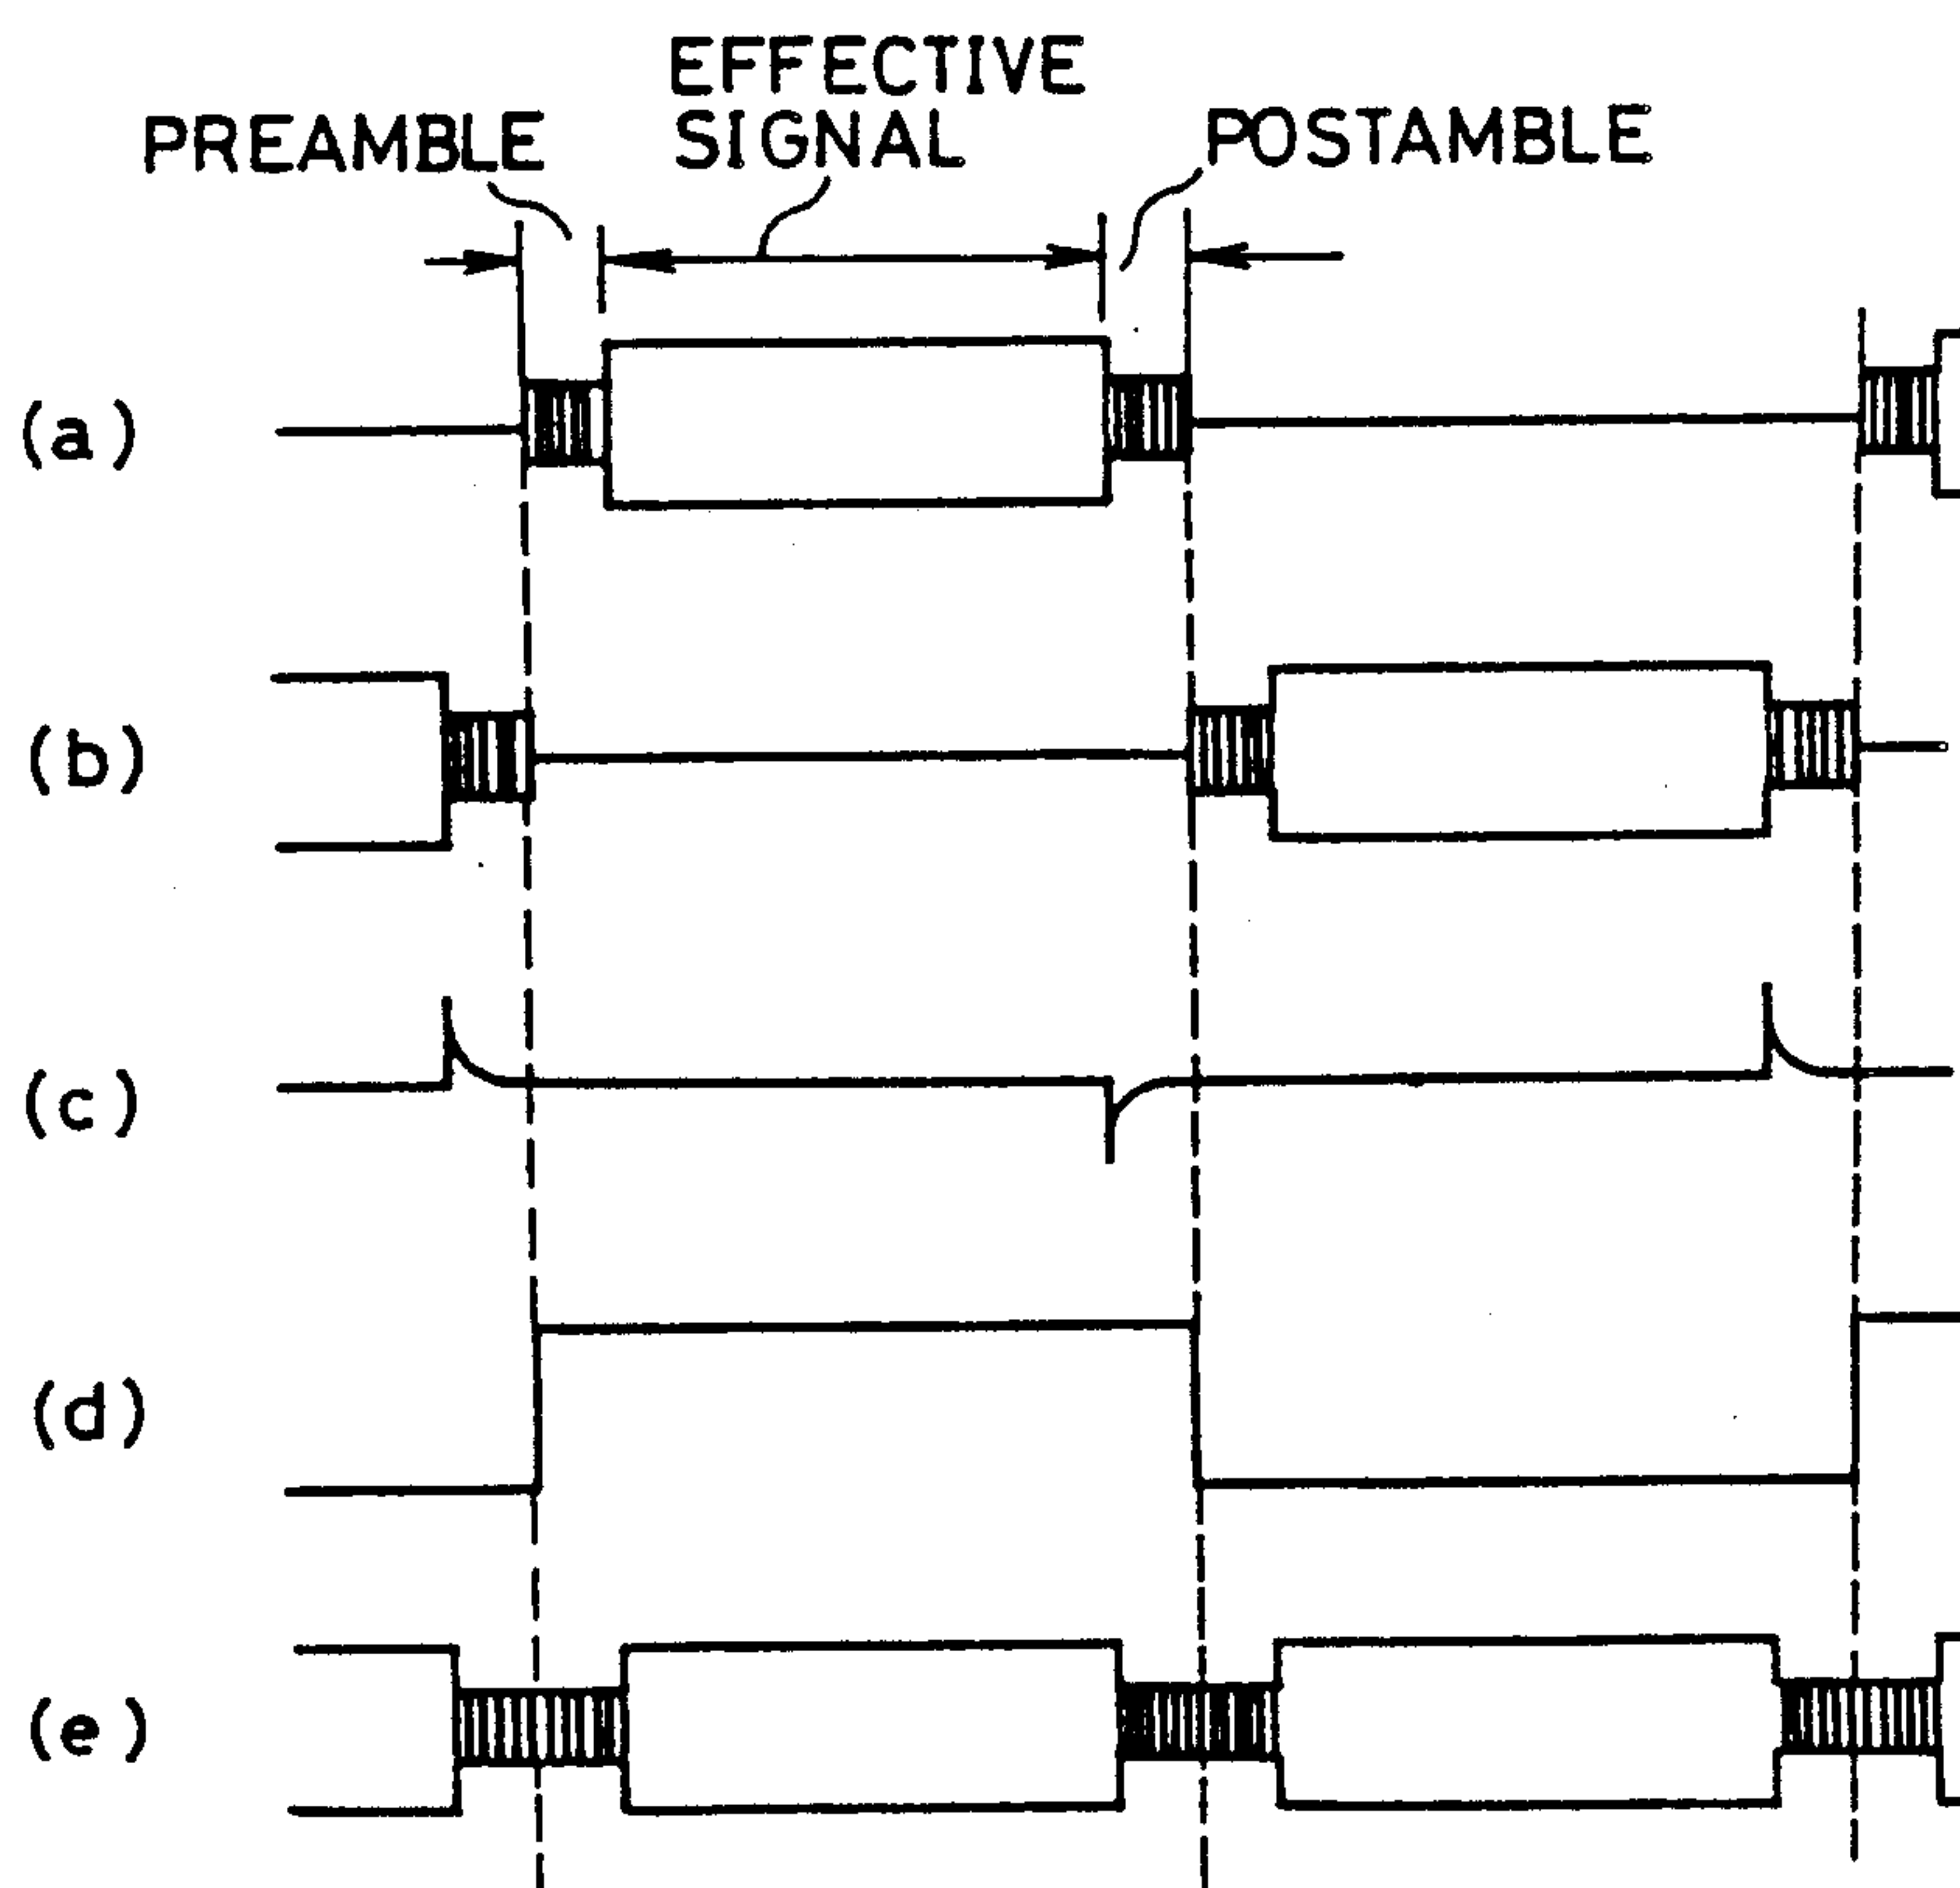 EFFECTIVE
SIGNAL
PREAMBLE
POSTAMBLE
(a)
(b)
(c)
(d)
(e)